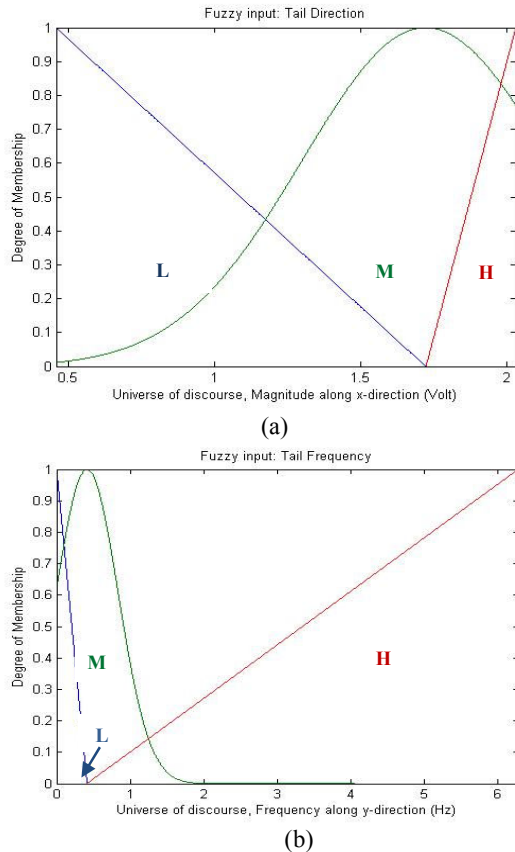 Fuzzy input: Tail Direction
1
0.9
0.8
0.7
0.6
0.5
0.4
0.3
0.2
0.1
0
Degree of Membership
L
M
H
0.5 1 1.5 2
Universe of discourse, Magnitude along x-direction (Volt)
(a)
Fuzzy input: Tail Frequency
1
0.9
0.8
0.7
0.6
0.5
0.4
0.3
0.2
0.1
0
Degree of Membership
M
H
L
0 1 2 3 4 5 6
Universe of discourse, Frequency along y-direction (Hz)
(b)